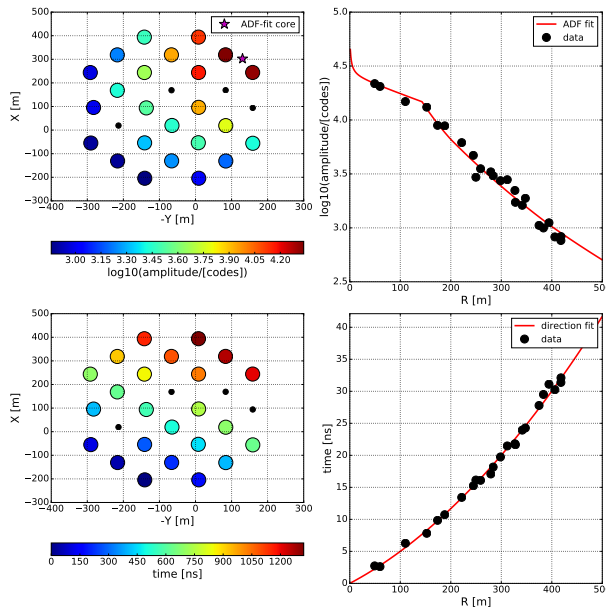 500
400
300
200
100
0
−100
−200
−300
X [m]
ADF-fit core
−400 −300 −200 −100 0 100 200 300
-Y [m]
3.00 3.15 3.30 3.45 3.60 3.75 3.90 4.05 4.20
log10(amplitude/[codes])
5.0
4.5
4.0
3.5
3.0
2.5
log10(amplitude/[codes])
ADF fit
data
0 100 200 300 400 500
R [m]
500
400
300
200
100
0
−100
−200
−300
X [m]
−400 −300 −200 −100 0 100 200 300
-Y [m]
0 150 300 450 600 750 900 1050 1200
time [ns]
40
35
30
25
20
15
10
5
0
time [ns]
direction fit
data
0 100 200 300 400 500
R [m]